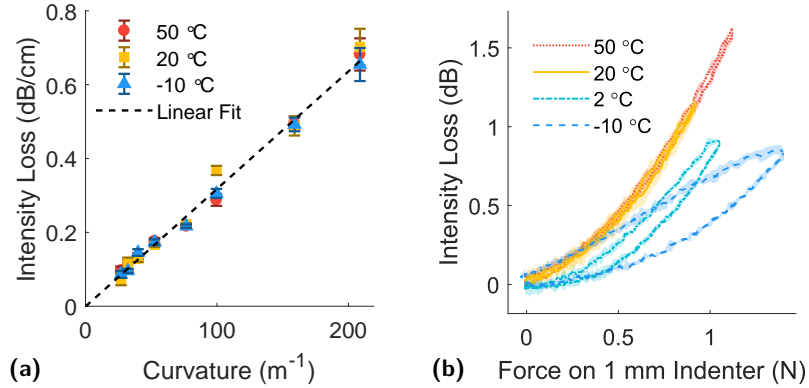 0.8
0.6
0.4
0.2
0
0
100
200
Intensity Loss (dB/cm)
Curvature (m⁻¹)
50 °C
20 °C
-10 °C
Linear Fit
(a)
1.5
1
0.5
0
0
0.5
1
Intensity Loss (dB)
Force on 1 mm Indenter (N)
50 °C
20 °C
2 °C
-10 °C
(b)